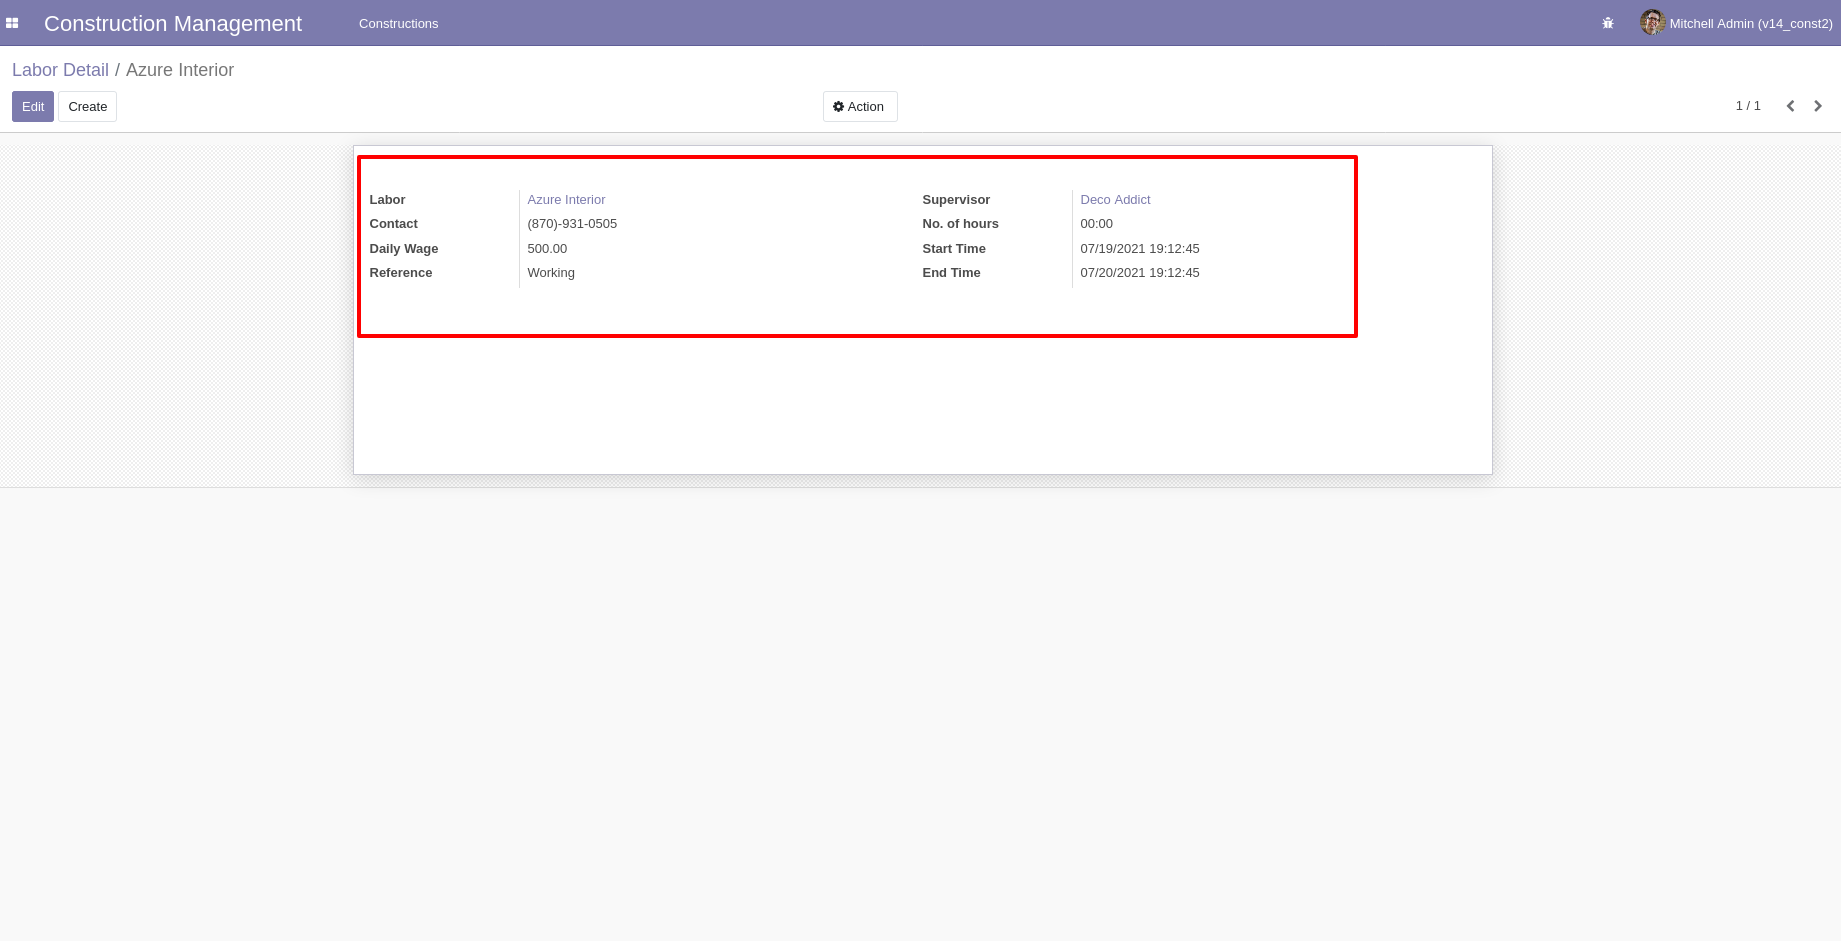 Construction Management Constructions Mitchell Admin (v14_const2)
Labor Detail / Azure Interior
Edit Create Action 1 / 1
Labor Azure Interior Supervisor Deco Addict
Contact (870)-931-0505 No. of hours 00:00
Daily Wage 500.00 Start Time 07/19/2021 19:12:45
Reference Working End Time 07/20/2021 19:12:45